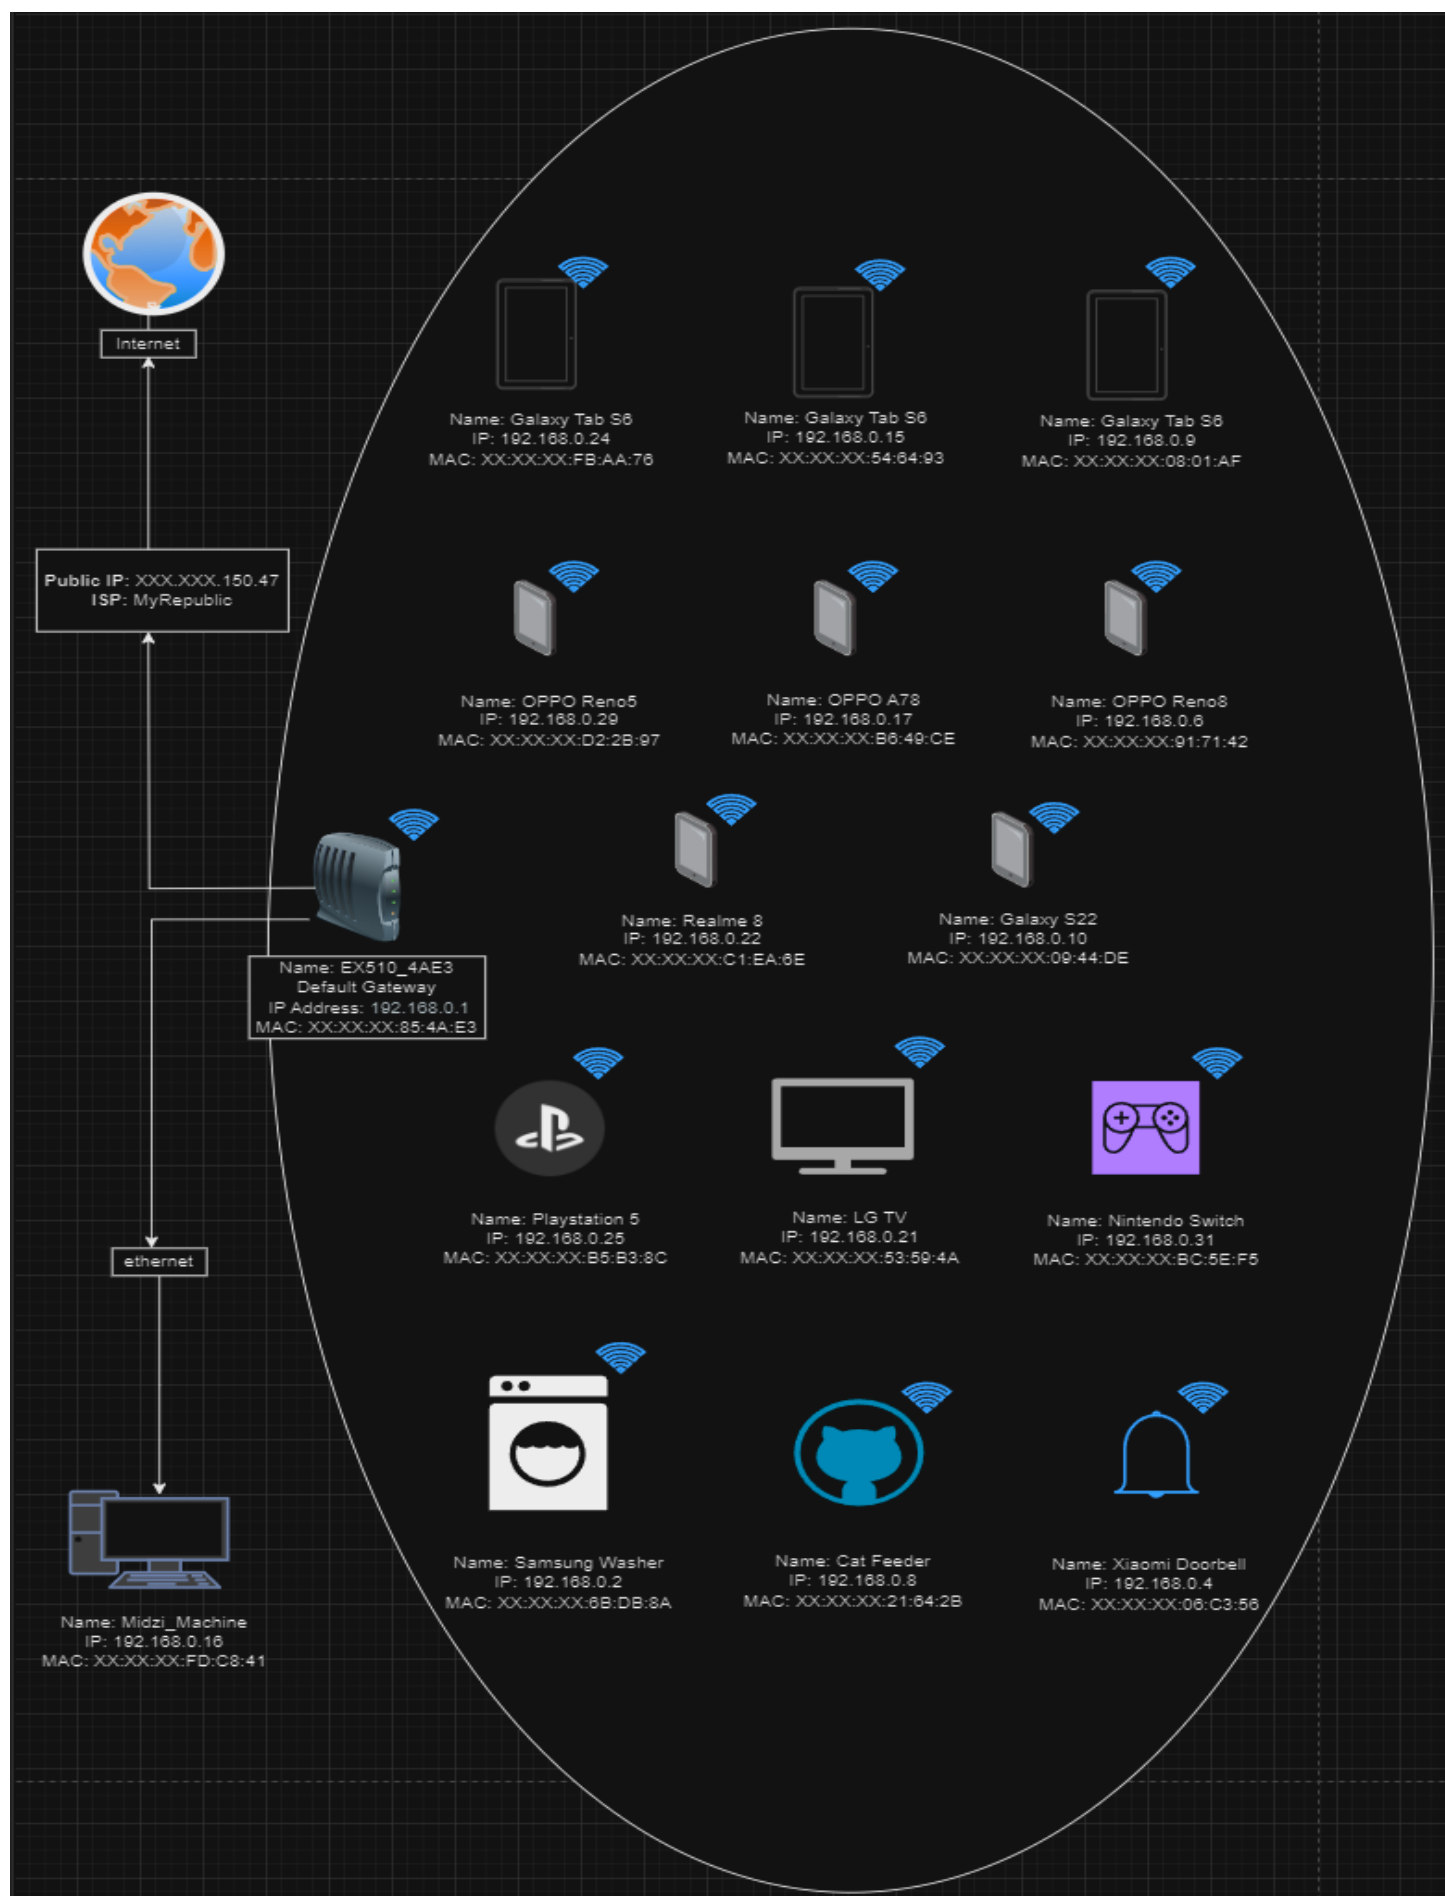 Internet
Public IP: XXX.XXX.150.47
ISP: MyRepublic
Name: Galaxy Tab S6
IP: 192.168.0.24
MAC: XX:XX:XX:FB:AA:76
Name: Galaxy Tab S6
IP: 192.168.0.15
MAC: XX:XX:XX:54:64:93
Name: Galaxy Tab S6
IP: 192.168.0.9
MAC: XX:XX:XX:08:01:AF
Name: OPPO Reno5
IP: 192.168.0.29
MAC: XX:XX:XX:D2:2B:97
Name: OPPO A78
IP: 192.168.0.17
MAC: XX:XX:XX:B6:49:CE
Name: OPPO Reno8
IP: 192.168.0.6
MAC: XX:XX:XX:91:71:42
Name: Realme 8
IP: 192.168.0.22
MAC: XX:XX:XX:C1:EA:6E
Name: Galaxy S22
IP: 192.168.0.10
MAC: XX:XX:XX:09:44:DE
Name: EX510_4AE3
Default Gateway
IP Address: 192.168.0.1
MAC: XX:XX:XX:85:4A:E3
Name: Playstation 5
IP: 192.168.0.25
MAC: XX:XX:XX:B5:B3:8C
Name: LG TV
IP: 192.168.0.21
MAC: XX:XX:XX:53:59:4A
Name: Nintendo Switch
IP: 192.168.0.31
MAC: XX:XX:XX:BC:5E:F5
ethernet
Name: Samsung Washer
IP: 192.168.0.2
MAC: XX:XX:XX:6B:DB:8A
Name: Cat Feeder
IP: 192.168.0.8
MAC: XX:XX:XX:21:64:2B
Name: Xiaomi Doorbell
IP: 192.168.0.4
MAC: XX:XX:XX:06:C3:56
Name: Midzi_Machine
IP: 192.168.0.16
MAC: XX:XX:XX:FD:C8:41